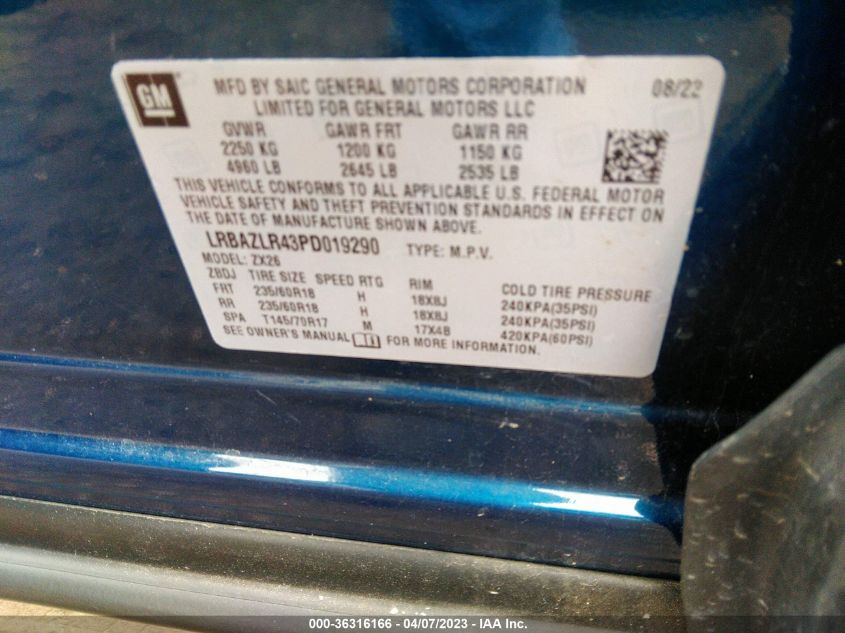 GM
MFD BY SAIC GENERAL MOTORS CORPORATION 08/22
LIMITED FOR GENERAL MOTORS LLC
GVWR GAWR FRT GAWR RR
2250 KG 1200 KG 1150 KG
4960 LB 2645 LB 2535 LB
THIS VEHICLE CONFORMS TO ALL APPLICABLE U.S. FEDERAL MOTOR
VEHICLE SAFETY AND THEFT PREVENTION STANDARDS IN EFFECT ON
THE DATE OF MANUFACTURE SHOWN ABOVE.
LRBAZLR43PD019290 TYPE: M.P.V.
MODEL: ZX26
ZBDJ TIRE SIZE SPEED RTG RIM COLD TIRE PRESSURE
FRT 235/60R18 H 18X8J 240KPA(35PSI)
RR 235/60R18 H 18X8J 240KPA(35PSI)
SPA T145/70R17 M 17X4B 420KPA(60PSI)
SEE OWNER'S MANUAL FOR MORE INFORMATION.
000-36316166 - 04/07/2023 - IAA Inc.